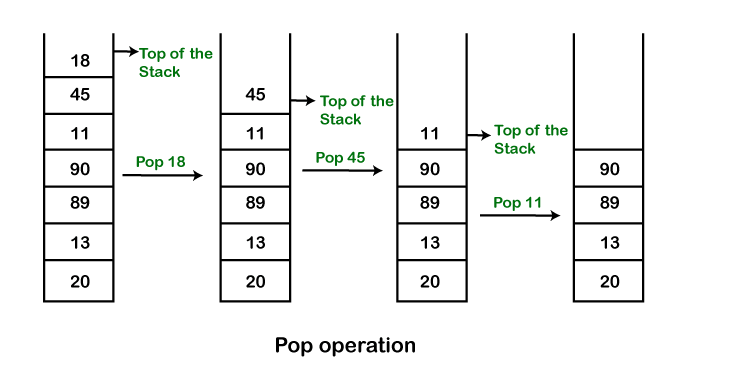 18
45
11
90
89
13
20
Top of the
Stack
Pop 18
45
11
90
89
13
20
Top of the
Stack
Pop 45
11
90
89
13
20
Top of the
Stack
Pop 11
90
89
13
20
Pop operation